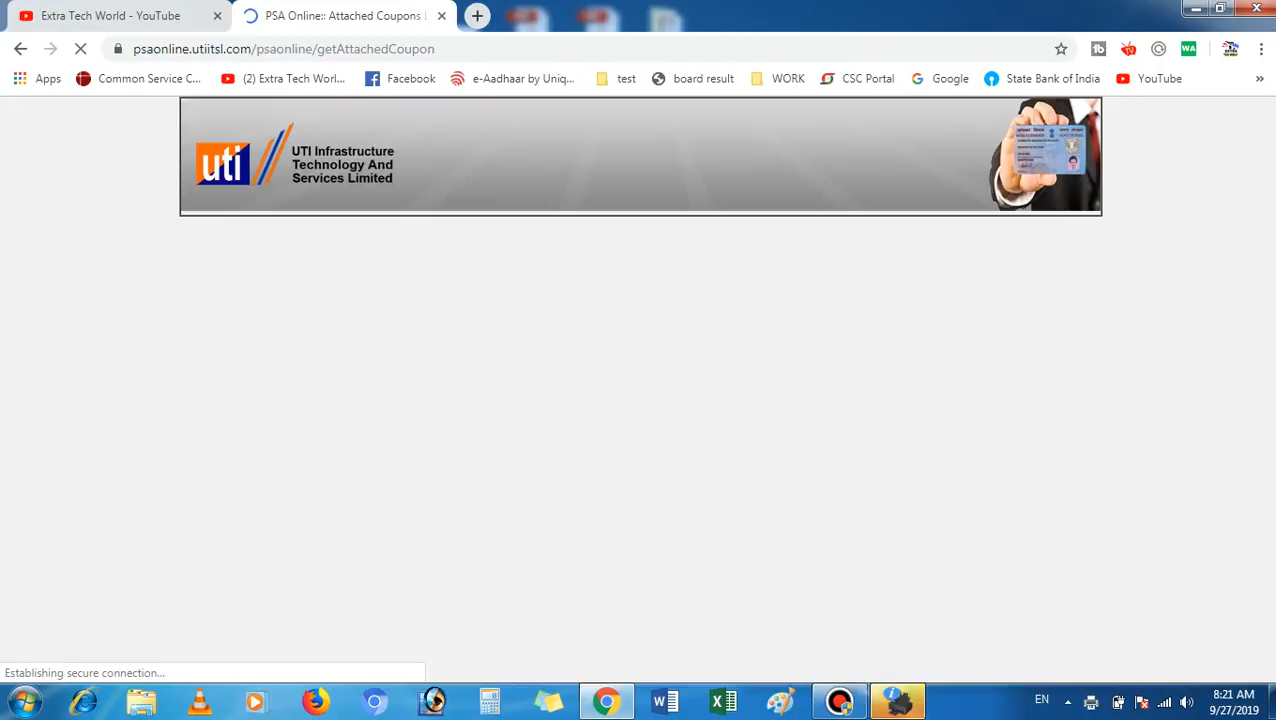 Extra Tech World - YouTube
PSA Online:: Attached Coupons
psaonline.utiitsl.com/psaonline/getAttachedCoupon
Apps
Common Service C...
(2) Extra Tech Worl...
Facebook
e-Aadhaar by Uniq...
test
board result
WORK
CSC Portal
Google
State Bank of India
YouTube
»
uti
UTI Infrastructure
Technology And
Services Limited
Establishing secure connection...
EN
8:21 AM
9/27/2019